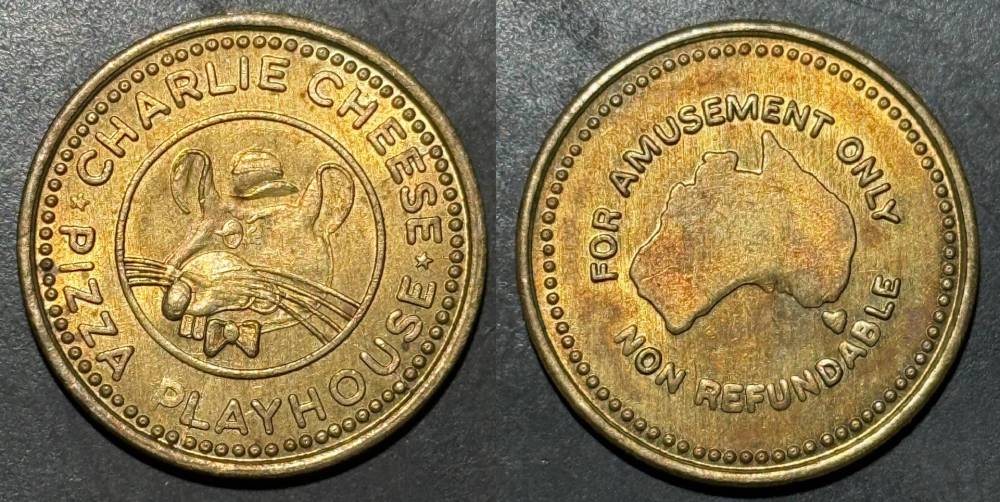 CHARLIE CHEESE
* PIZZA PLAYHOUSE *
FOR AMUSEMENT ONLY
NON REFUNDABLE